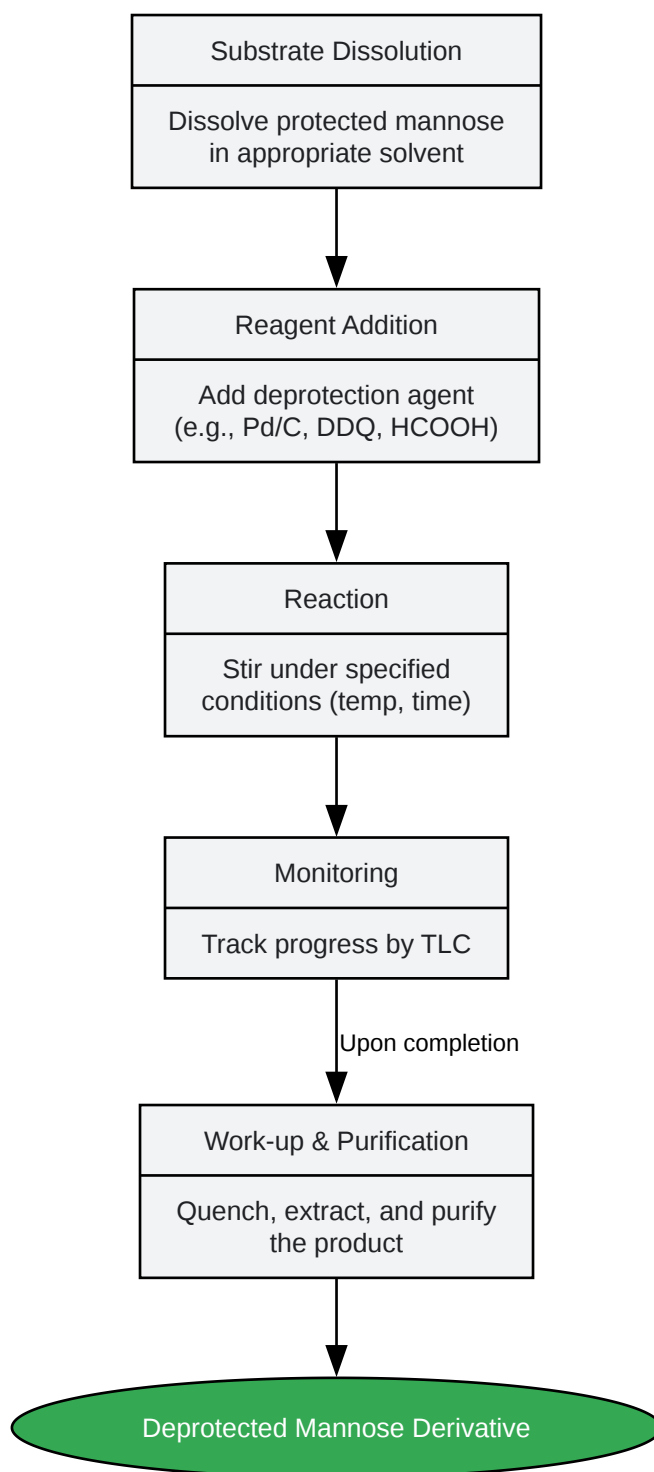 Substrate Dissolution
Dissolve protected mannose
in appropriate solvent
Reagent Addition
Add deprotection agent
(e.g., Pd/C, DDQ, HCOOH)
Reaction
Stir under specified
conditions (temp, time)
Monitoring
Track progress by TLC
Upon completion
Work-up & Purification
Quench, extract, and purify
the product
Deprotected Mannose Derivative